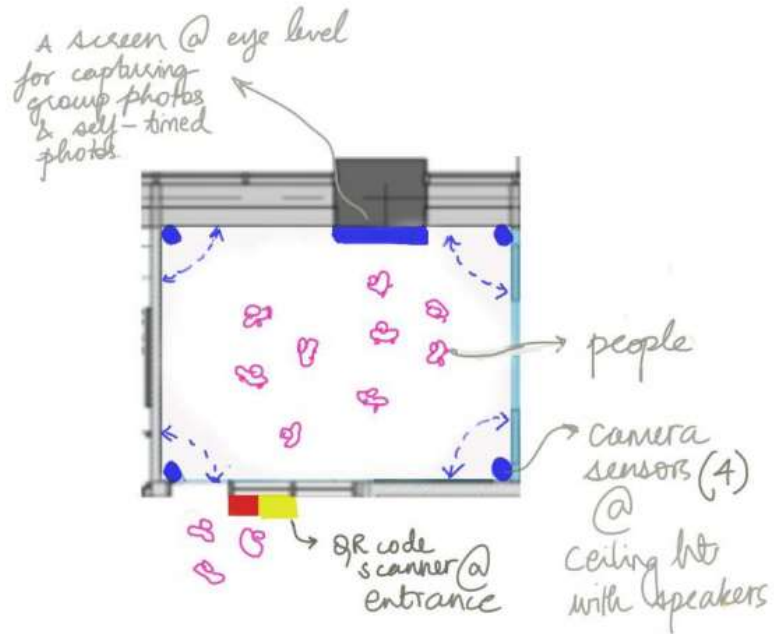 A screen @ eye level
for capturing
group photos
& self-timed
photos
people
camera
sensors (4)
@
ceiling ht
with speakers
QR code
scanner @
entrance